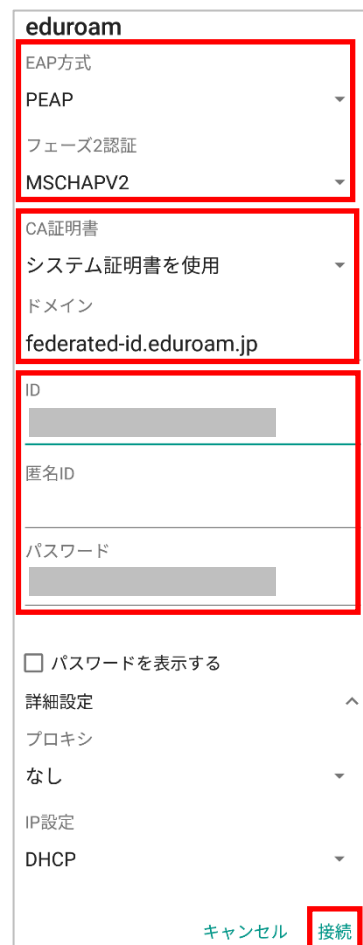 eduroam
EAP方式
PEAP
フェーズ2認証
MSCHAPV2
CA証明書
システム証明書を使用
ドメイン
federated-id.eduroam.jp
ID
匿名ID
パスワード
パスワードを表示する
詳細設定
プロキシ
なし
IP設定
DHCP
キャンセル 接続